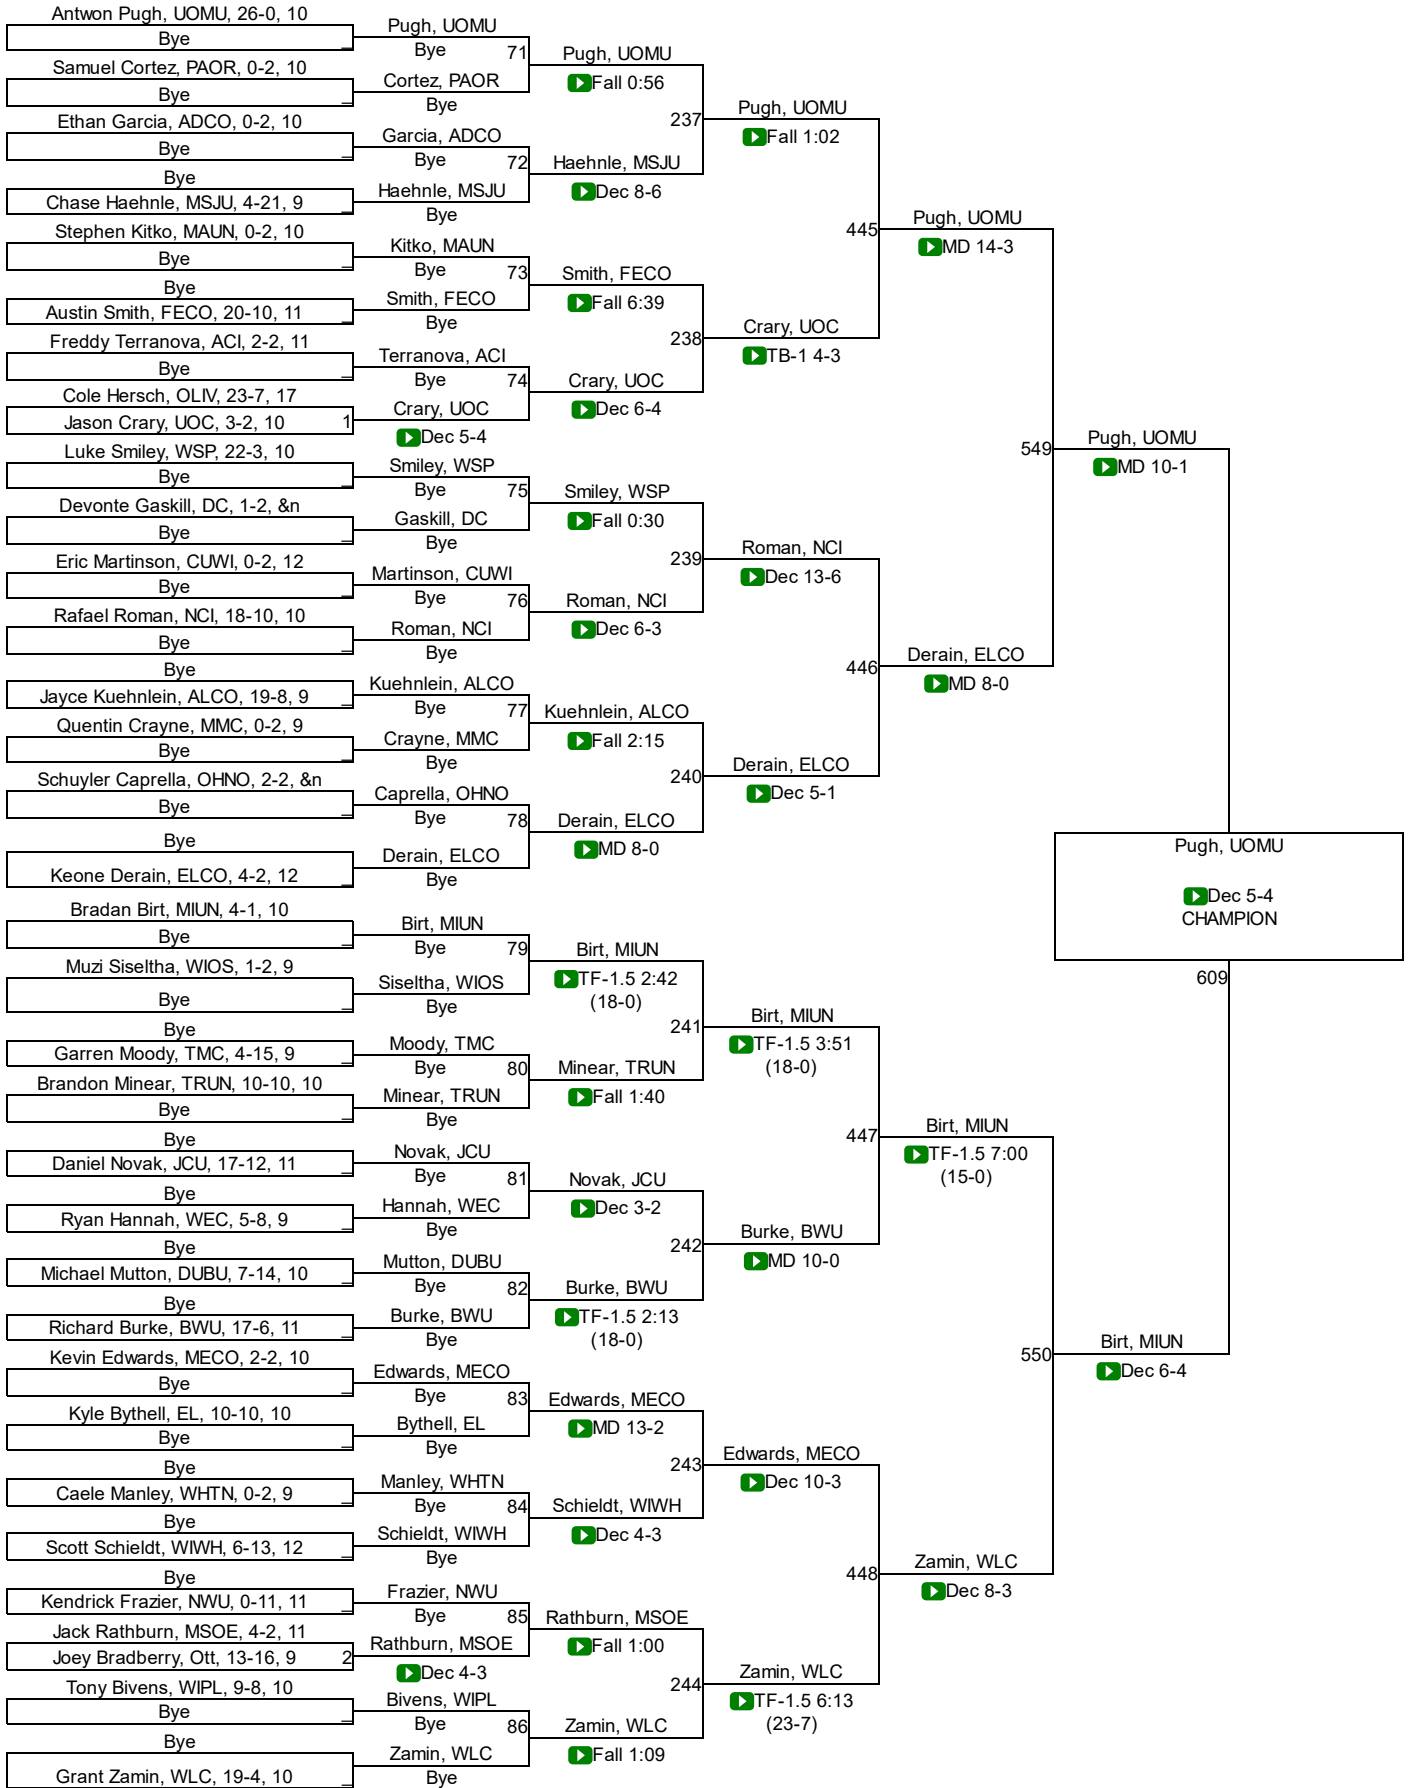 Antwon Pugh, UOMU, 26-0, 10
Bye
Samuel Cortez, PAOR, 0-2, 10
Bye
Ethan Garcia, ADCO, 0-2, 10
Bye
Bye
Chase Haehnle, MSJU, 4-21, 9
Stephen Kitko, MAUN, 0-2, 10
Bye
Bye
Austin Smith, FECO, 20-10, 11
Freddy Terranova, ACI, 2-2, 11
Bye
Cole Hersch, OLIV, 23-7, 17
Jason Crary, UOC, 3-2, 10 1
Luke Smiley, WSP, 22-3, 10
Bye
Devonte Gaskill, DC, 1-2, &n
Bye
Eric Martinson, CUWI, 0-2, 12
Bye
Rafael Roman, NCI, 18-10, 10
Bye
Bye
Jayce Kuehnlein, ALCO, 19-8, 9
Quentin Crayne, MMC, 0-2, 9
Bye
Schuyler Caprella, OHNO, 2-2, &n
Bye
Bye
Keone Derain, ELCO, 4-2, 12
Bradan Birt, MIUN, 4-1, 10
Bye
Muzi Siseltha, WIOS, 1-2, 9
Bye
Bye
Garren Moody, TMC, 4-15, 9
Brandon Minear, TRUN, 10-10, 10
Bye
Bye
Daniel Novak, JCU, 17-12, 11
Bye
Ryan Hannah, WEC, 5-8, 9
Bye
Michael Mutton, DUBU, 7-14, 10
Bye
Richard Burke, BWU, 17-6, 11
Kevin Edwards, MECO, 2-2, 10
Bye
Kyle Bythell, EL, 10-10, 10
Bye
Bye
Caele Manley, WHTN, 0-2, 9
Bye
Scott Schieldt, WIWH, 6-13, 12
Bye
Kendrick Frazier, NWU, 0-11, 11
Jack Rathburn, MSOE, 4-2, 11
Joey Bradberry, Ott, 13-16, 9 2
Tony Bivens, WIPL, 9-8, 10
Bye
Bye
Grant Zamin, WLC, 19-4, 10
Pugh, UOMU
Bye 71
Cortez, PAOR
Bye
Garcia, ADCO
Bye 72
Haehnle, MSJU
Bye
Kitko, MAUN
Bye 73
Smith, FECO
Bye
Terranova, ACI
Bye 74
Crary, UOC
Dec 5-4
Smiley, WSP
Bye 75
Gaskill, DC
Bye
Martinson, CUWI
Bye 76
Roman, NCI
Bye
Kuehnlein, ALCO
Bye 77
Crayne, MMC
Bye
Caprella, OHNO
Bye 78
Derain, ELCO
Bye
Birt, MIUN
Bye 79
Siseltha, WIOS
Bye
Moody, TMC
Bye 80
Minear, TRUN
Bye
Novak, JCU
Bye 81
Hannah, WEC
Bye
Mutton, DUBU
Bye 82
Burke, BWU
Bye
Edwards, MECO
Bye 83
Bythell, EL
Bye
Manley, WHTN
Bye 84
Schieldt, WIWH
Bye
Frazier, NWU
Bye 85
Rathburn, MSOE
Dec 4-3
Bivens, WIPL
Bye 86
Zamin, WLC
Bye
Pugh, UOMU
Fall 0:56
237
Haehnle, MSJU
Dec 8-6
Smith, FECO
Fall 6:39
238
Crary, UOC
Dec 6-4
Smiley, WSP
Fall 0:30
239
Roman, NCI
Dec 6-3
Kuehnlein, ALCO
Fall 2:15
240
Derain, ELCO
MD 8-0
Birt, MIUN
TF-1.5 2:42
(18-0)
241
Minear, TRUN
Fall 1:40
Novak, JCU
Dec 3-2
242
Burke, BWU
TF-1.5 2:13
(18-0)
Edwards, MECO
MD 13-2
243
Schieldt, WIWH
Dec 4-3
Rathburn, MSOE
Fall 1:00
244
Zamin, WLC
Fall 1:09
Pugh, UOMU
Fall 1:02
445
Crary, UOC
TB-1 4-3
Roman, NCI
Dec 13-6
446
Derain, ELCO
Dec 5-1
Birt, MIUN
TF-1.5 3:51
(18-0)
447
Burke, BWU
MD 10-0
Edwards, MECO
Dec 10-3
448
Zamin, WLC
TF-1.5 6:13
(23-7)
Pugh, UOMU
MD 14-3
549
Derain, ELCO
MD 8-0
Birt, MIUN
TF-1.5 7:00
(15-0)
550
Zamin, WLC
Dec 8-3
Pugh, UOMU
MD 10-1
Pugh, UOMU
Dec 5-4
CHAMPION
609
Birt, MIUN
Dec 6-4